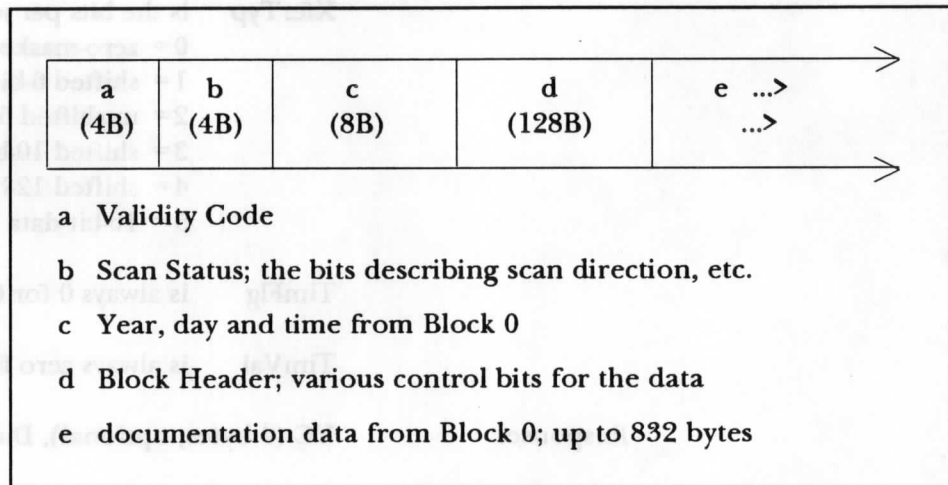 a b c d e ...>
(4B) (4B) (8B) (128B) ...>
a Validity Code
b Scan Status; the bits describing scan direction, etc.
c Year, day and time from Block 0
d Block Header; various control bits for the data
e documentation data from Block 0; up to 832 bytes